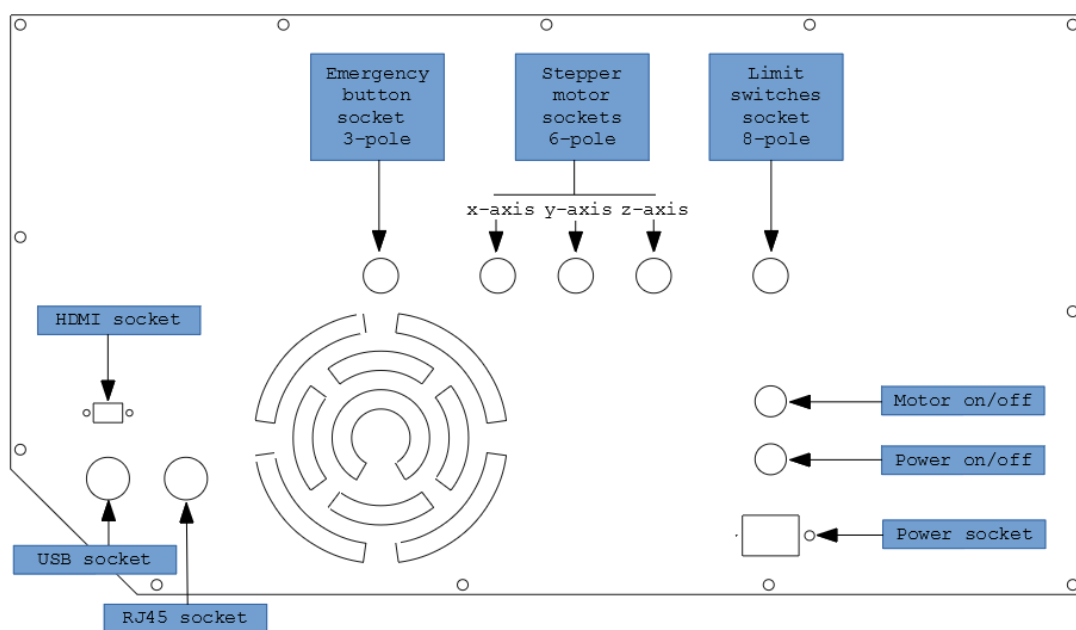 Emergency
button
socket
3-pole
Stepper
motor
sockets
6-pole
Limit
switches
socket
8-pole
x-axis y-axis z-axis
HDMI socket
Motor on/off
Power on/off
Power socket
USB socket
RJ45 socket